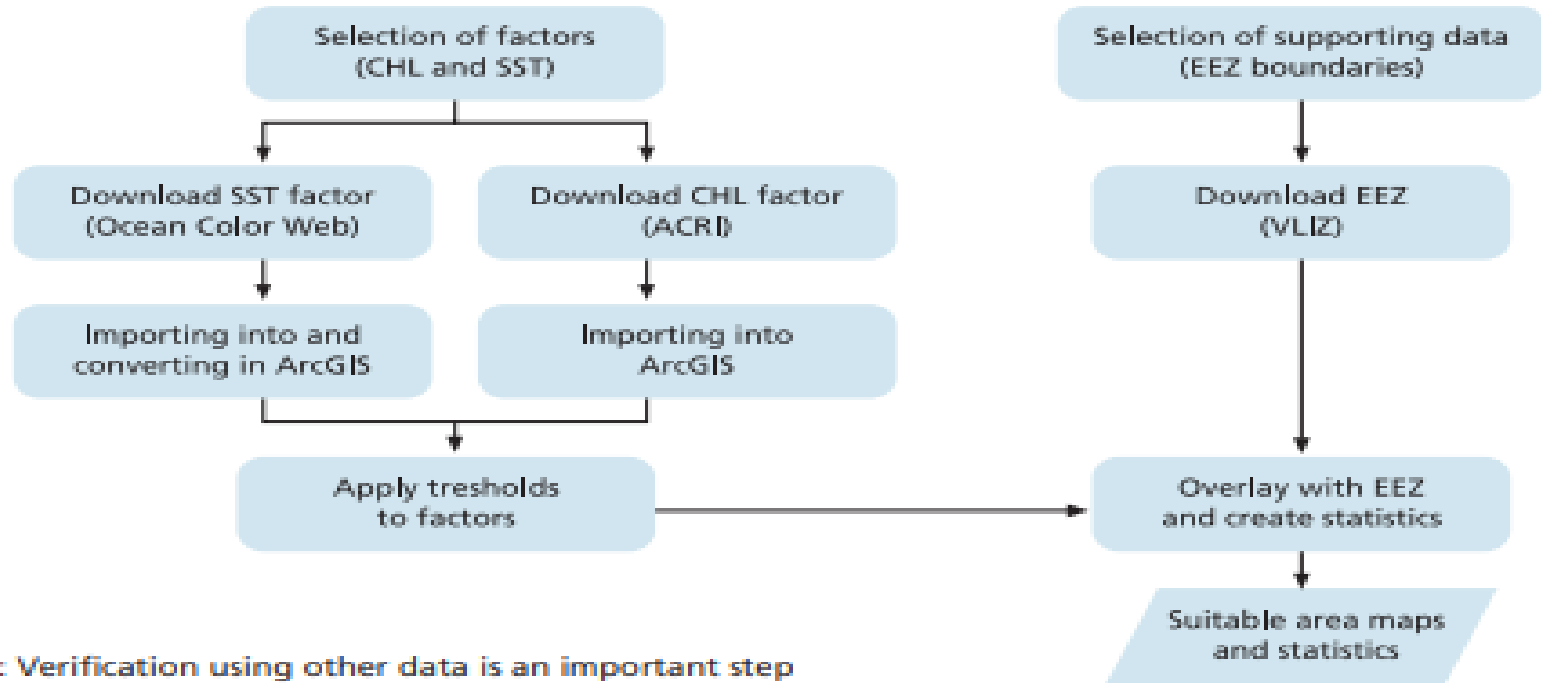 Selection of factors
(CHL and SST)
Selection of supporting data
(EEZ boundaries)
Download SST factor
(Ocean Color Web)
Download CHL factor
(ACRI)
Download EEZ
(VLIZ)
Importing into and
converting in ArcGIS
Importing into
ArcGIS
Apply tresholds
to factors
Overlay with EEZ
and create statistics
Suitable area maps
and statistics
: Verification using other data is an important step